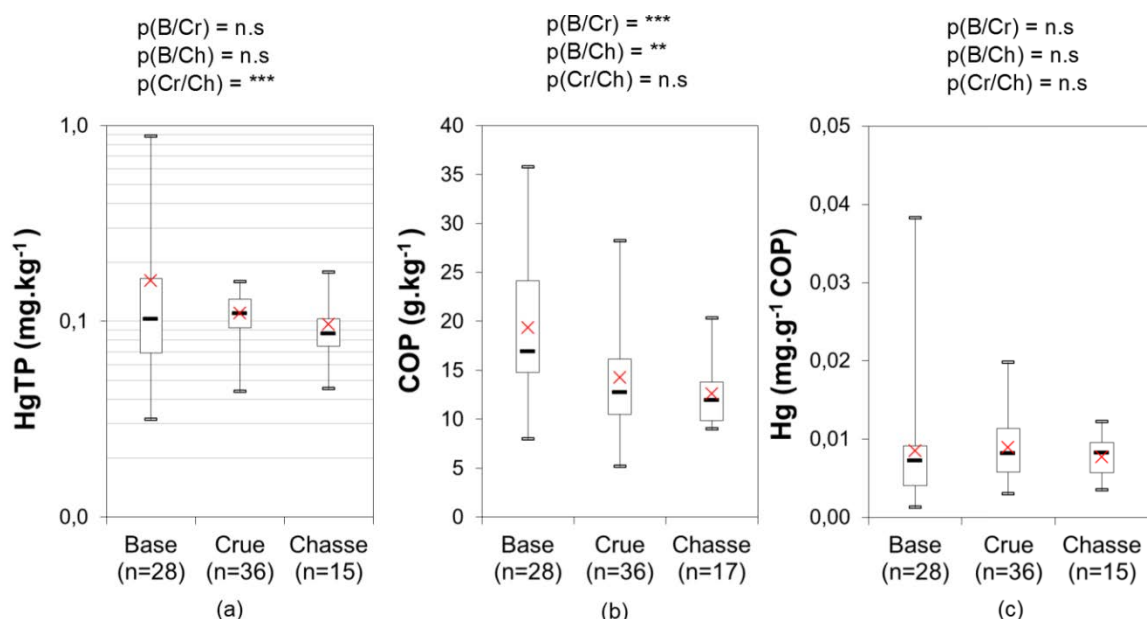 p(B/Cr) = n.s
p(B/Ch) = n.s
p(Cr/Ch) = ***
HgTP (mg.kg⁻¹)
1,0
0,1
0,0
Base
(n=28)
Crue
(n=36)
Chasse
(n=15)
(a)
p(B/Cr) = ***
p(B/Ch) = **
p(Cr/Ch) = n.s
COP (g.kg⁻¹)
40
35
30
25
20
15
10
5
0
Base
(n=28)
Crue
(n=36)
Chasse
(n=17)
(b)
p(B/Cr) = n.s
p(B/Ch) = n.s
p(Cr/Ch) = n.s
Hg (mg.g⁻¹ COP)
0,05
0,04
0,03
0,02
0,01
0,00
Base
(n=28)
Crue
(n=36)
Chasse
(n=15)
(c)